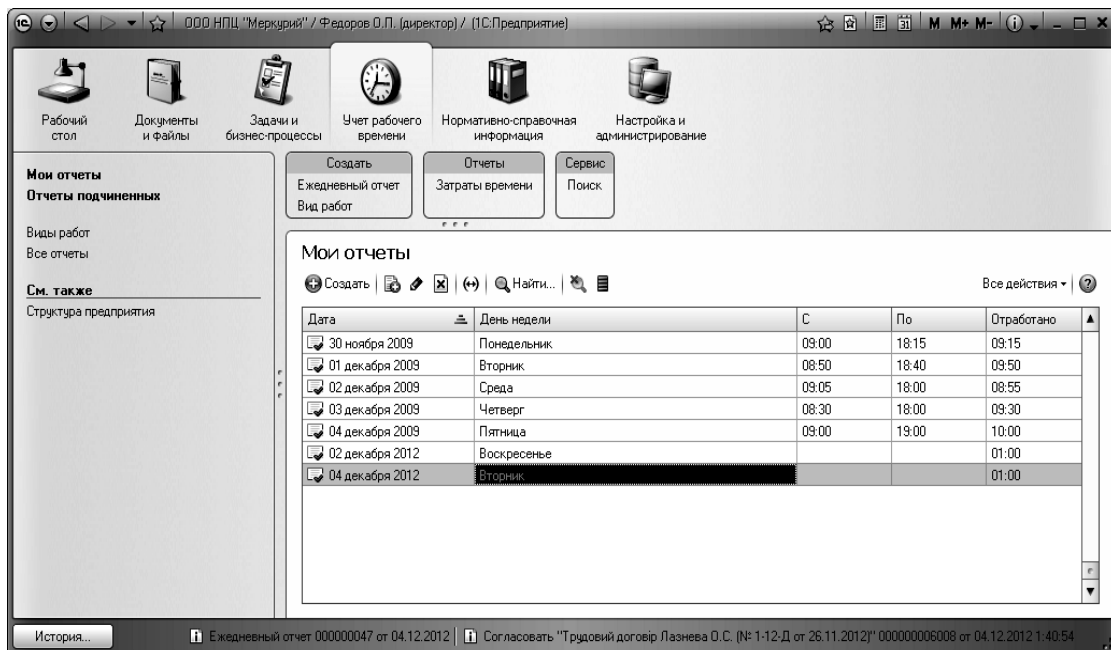 1С ООО НПЦ "Меркурий" / Федоров О.П. (директор) / (1С:Предприятие) 31 M M+ M-
Рабочий стол
Документы и файлы
Задачи и бизнес-процессы
Учет рабочего времени
Нормативно-справочная информация
Настройка и администрирование
Мои отчеты
Отчеты подчиненных
Виды работ
Все отчеты
См. также
Структура предприятия
Создать
Ежедневный отчет
Вид работ
Отчеты
Затраты времени
Сервис
Поиск
Мои отчеты
Создать Найти... Все действия ?
Дата День недели С По Отработано
30 ноября 2009 Понедельник 09:00 18:15 09:15
01 декабря 2009 Вторник 08:50 18:40 09:50
02 декабря 2009 Среда 09:05 18:00 08:55
03 декабря 2009 Четверг 08:30 18:00 09:30
04 декабря 2009 Пятница 09:00 19:00 10:00
02 декабря 2012 Воскресенье 01:00
04 декабря 2012 Вторник 01:00
История... Ежедневный отчет 000000047 от 04.12.2012 Согласовать "Трудовий договір Лазнева О.С. (№ 1-12-Д от 26.11.2012)" 000000006008 от 04.12.2012 1:40:54